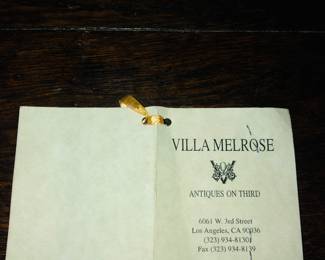 VILLA MELROSE
ANTIQUES ON THIRD
6061 W. 3rd Street
Los Angeles, CA 90036
(323) 934-8130
Fax (323) 934-8139